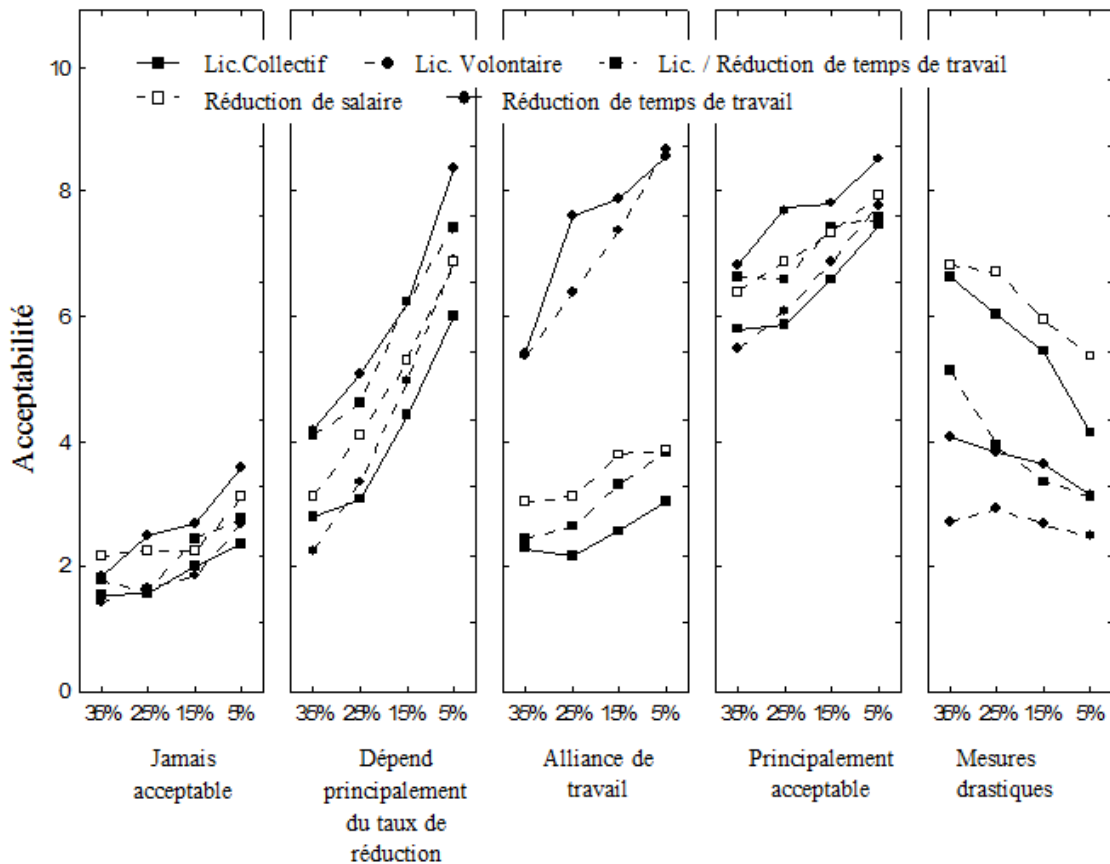 10
Lic.Collectif
Lic. Volontaire
Lic. / Réduction de temps de travail
Réduction de salaire
Réduction de temps de travail
8
6
4
2
0
Acceptabilité
35% 25% 15% 5%
35% 25% 15% 5%
35% 25% 15% 5%
35% 25% 15% 5%
35% 25% 15% 5%
Jamais
acceptable
Dépend
principalement
du taux de
réduction
Alliance de
travail
Principalement
acceptable
Mesures
drastiques